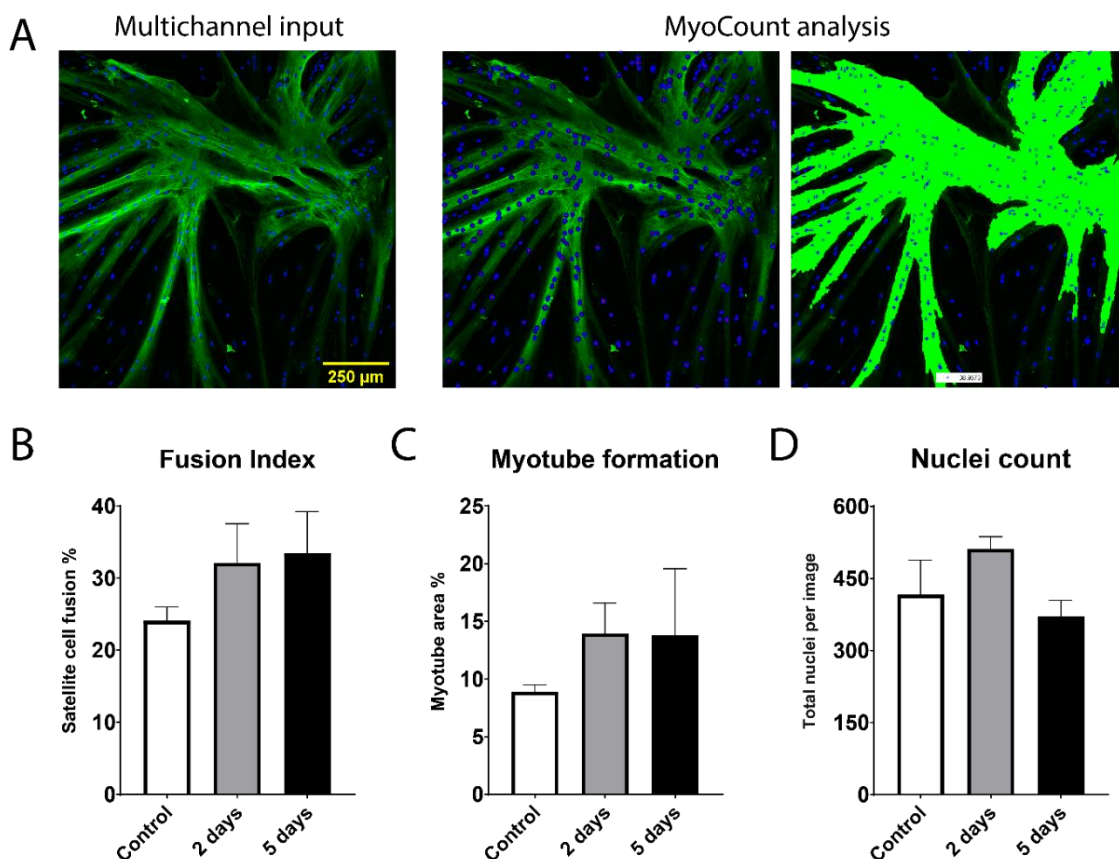 A
Multichannel input
MyoCount analysis
250 µm
B
Fusion Index
Satellite cell fusion %
40
30
20
10
0
Control
2 days
5 days
C
Myotube formation
Myotube area %
25
20
15
10
5
0
Control
2 days
5 days
D
Nuclei count
Total nuclei per image
600
450
300
150
0
Control
2 days
5 days